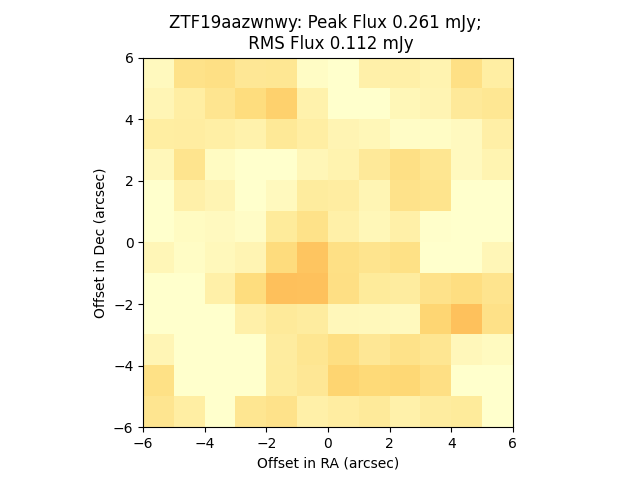 ZTF19aazwnwy: Peak Flux 0.261 mJy;
RMS Flux 0.112 mJy
6
4
2
0
−2
−4
−6
Offset in Dec (arcsec)
−6 −4 −2 0 2 4 6
Offset in RA (arcsec)